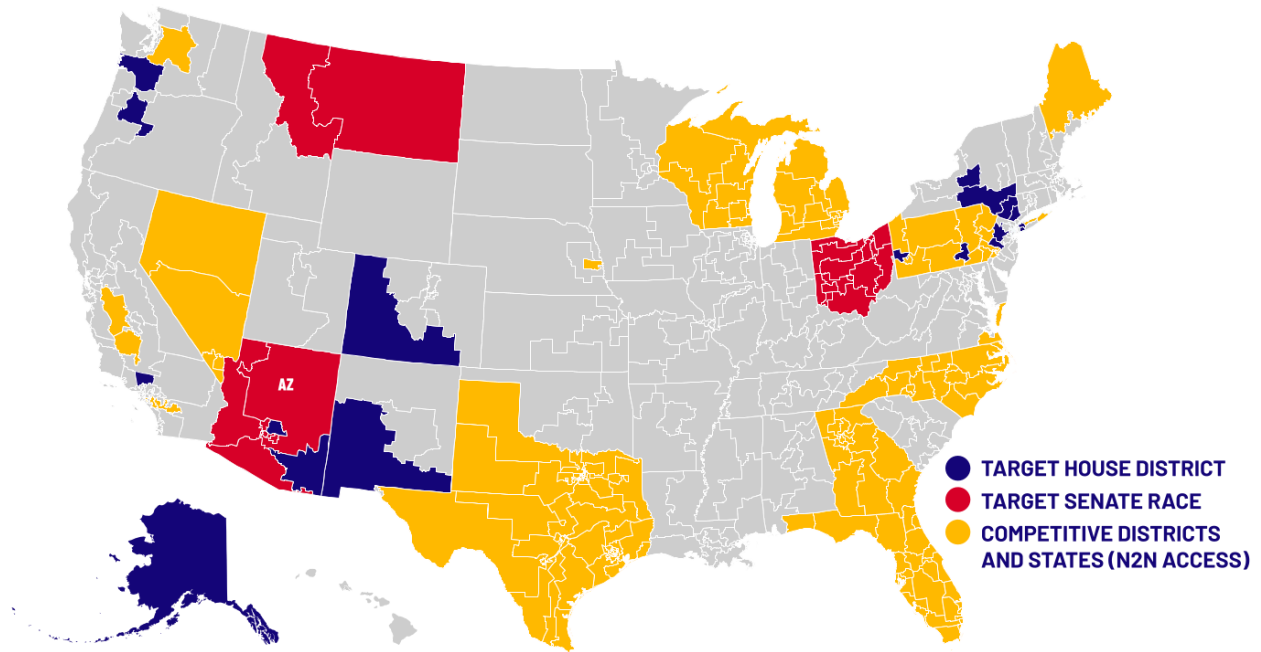 AZ
TARGET HOUSE DISTRICT
TARGET SENATE RACE
COMPETITIVE DISTRICTS
AND STATES (N2N ACCESS)